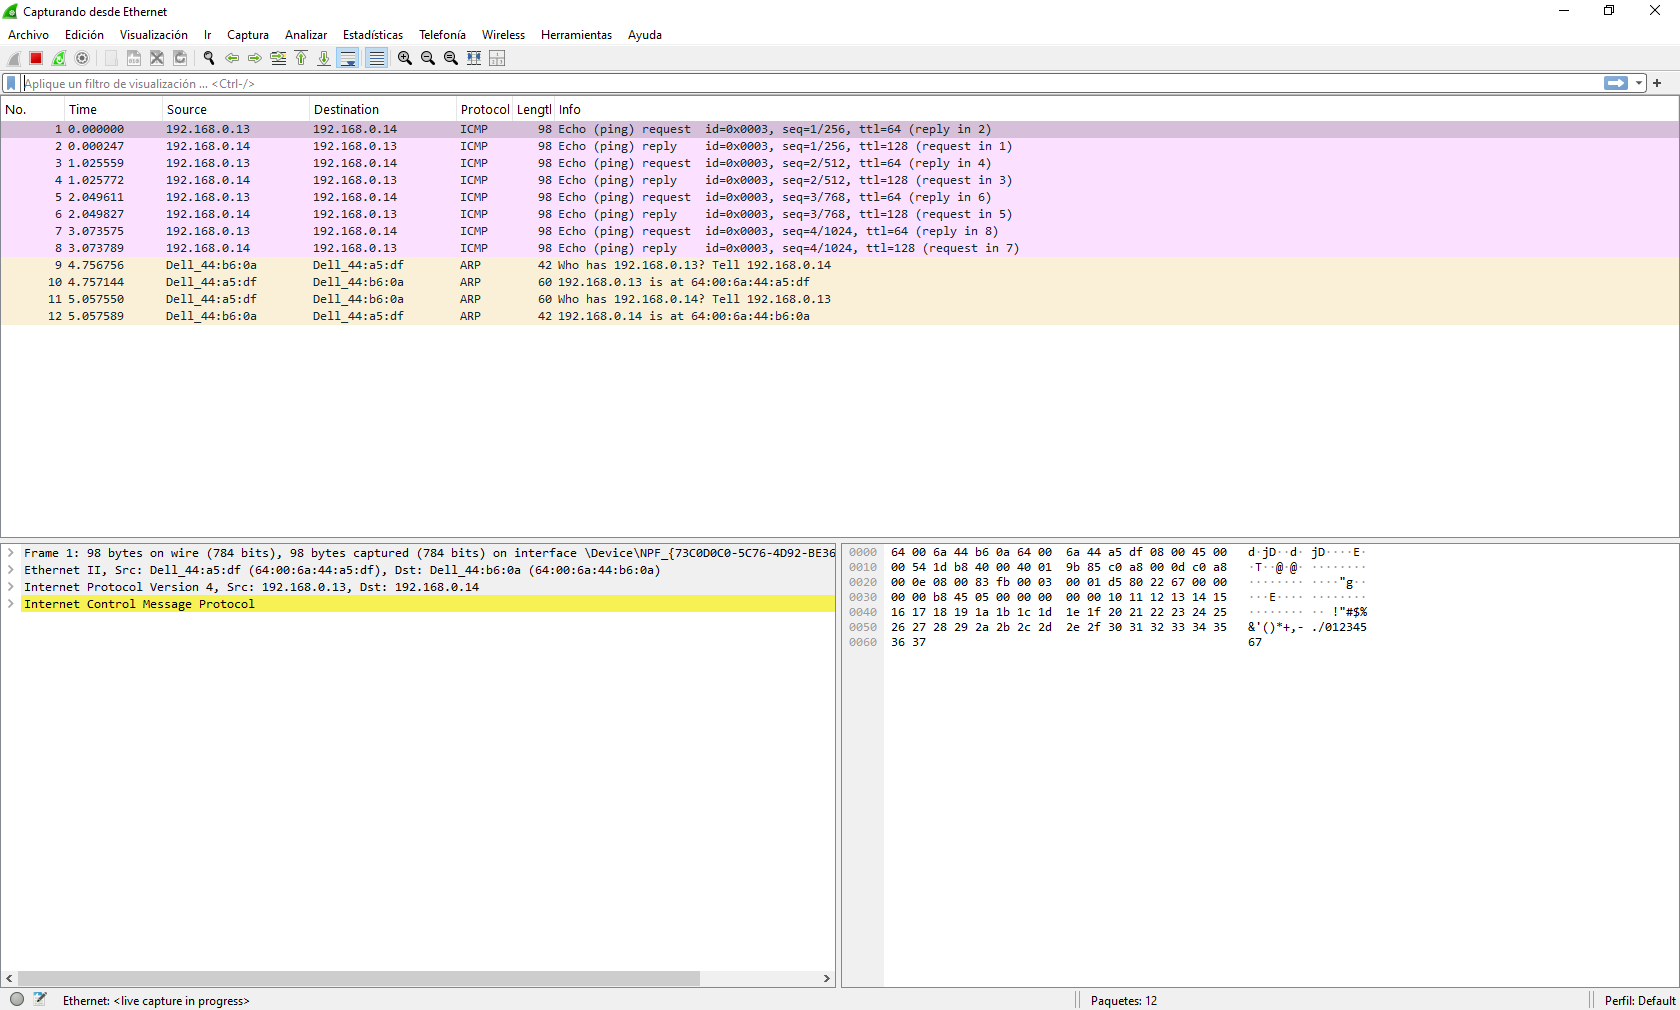 Capturando desde Ethernet
Archivo Edición Visualización Ir Captura Analizar Estadísticas Telefonía Wireless Herramientas Ayuda
Aplique un filtro de visualización ... <Ctrl-/>
No. Time Source Destination Protocol Lengtl Info
1 0.000000 192.168.0.13 192.168.0.14 ICMP 98 Echo (ping) request id=0x0003, seq=1/256, ttl=64 (reply in 2)
2 0.000247 192.168.0.14 192.168.0.13 ICMP 98 Echo (ping) reply id=0x0003, seq=1/256, ttl=128 (request in 1)
3 1.025559 192.168.0.13 192.168.0.14 ICMP 98 Echo (ping) request id=0x0003, seq=2/512, ttl=64 (reply in 4)
4 1.025772 192.168.0.14 192.168.0.13 ICMP 98 Echo (ping) reply id=0x0003, seq=2/512, ttl=128 (request in 3)
5 2.049611 192.168.0.13 192.168.0.14 ICMP 98 Echo (ping) request id=0x0003, seq=3/768, ttl=64 (reply in 6)
6 2.049827 192.168.0.14 192.168.0.13 ICMP 98 Echo (ping) reply id=0x0003, seq=3/768, ttl=128 (request in 5)
7 3.073575 192.168.0.13 192.168.0.14 ICMP 98 Echo (ping) request id=0x0003, seq=4/1024, ttl=64 (reply in 8)
8 3.073789 192.168.0.14 192.168.0.13 ICMP 98 Echo (ping) reply id=0x0003, seq=4/1024, ttl=128 (request in 7)
9 4.756756 Dell_44:b6:0a Dell_44:a5:df ARP 42 Who has 192.168.0.13? Tell 192.168.0.14
10 4.757144 Dell_44:a5:df Dell_44:b6:0a ARP 60 192.168.0.13 is at 64:00:6a:44:a5:df
11 5.057550 Dell_44:a5:df Dell_44:b6:0a ARP 60 Who has 192.168.0.14? Tell 192.168.0.13
12 5.057589 Dell_44:b6:0a Dell_44:a5:df ARP 42 192.168.0.14 is at 64:00:6a:44:b6:0a
Frame 1: 98 bytes on wire (784 bits), 98 bytes captured (784 bits) on interface \Device\NPF_{73C0D0C0-5C76-4D92-BE36
Ethernet II, Src: Dell_44:a5:df (64:00:6a:44:a5:df), Dst: Dell_44:b6:0a (64:00:6a:44:b6:0a)
Internet Protocol Version 4, Src: 192.168.0.13, Dst: 192.168.0.14
Internet Control Message Protocol
0000 64 00 6a 44 b6 0a 64 00 6a 44 a5 df 08 00 45 00 d·jD··d· jD····E·
0010 00 54 1d b8 40 00 40 01 9b 85 c0 a8 00 0d c0 a8 ·T··@·@· ········
0020 00 0e 08 00 83 fb 00 03 00 01 d5 80 22 67 00 00 ········ ····"g··
0030 00 00 b8 45 05 00 00 00 00 00 10 11 12 13 14 15 ···E···· ········
0040 16 17 18 19 1a 1b 1c 1d 1e 1f 20 21 22 23 24 25 ········ ·· !"#$%
0050 26 27 28 29 2a 2b 2c 2d 2e 2f 30 31 32 33 34 35 &'()*+,- ./012345
0060 36 37 67
Ethernet: <live capture in progress> Paquetes: 12 Perfil: Default